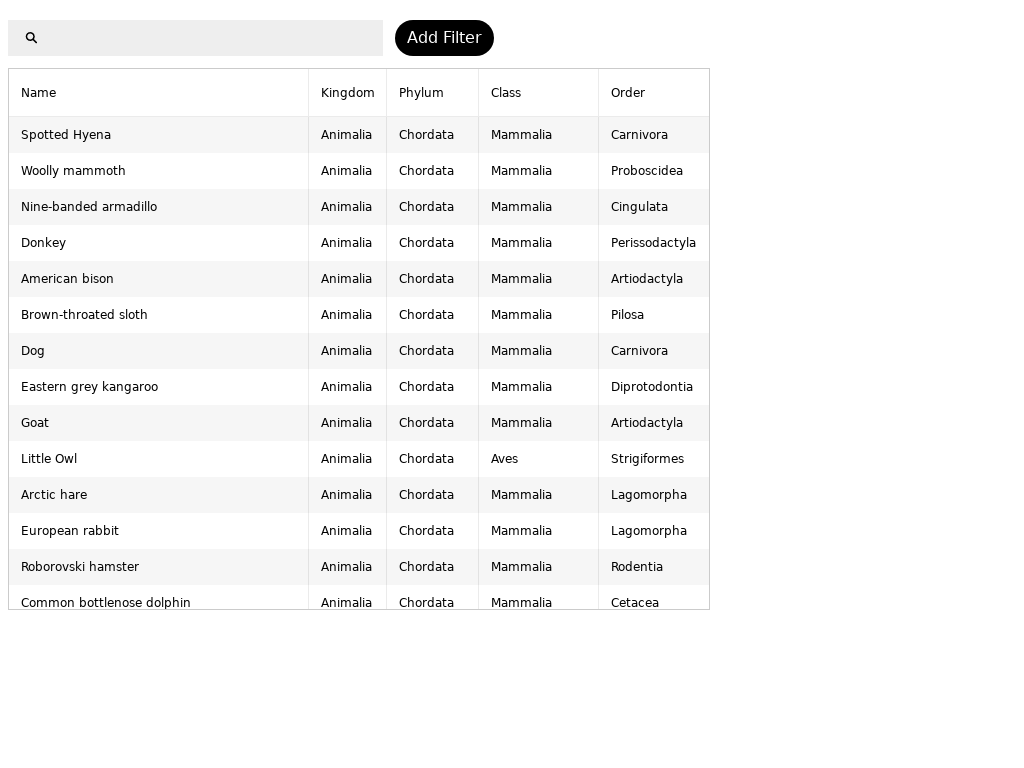 Add Filter
Name Kingdom Phylum Class Order
Spotted Hyena Animalia Chordata Mammalia Carnivora
Woolly mammoth Animalia Chordata Mammalia Proboscidea
Nine-banded armadillo Animalia Chordata Mammalia Cingulata
Donkey Animalia Chordata Mammalia Perissodactyla
American bison Animalia Chordata Mammalia Artiodactyla
Brown-throated sloth Animalia Chordata Mammalia Pilosa
Dog Animalia Chordata Mammalia Carnivora
Eastern grey kangaroo Animalia Chordata Mammalia Diprotodontia
Goat Animalia Chordata Mammalia Artiodactyla
Little Owl Animalia Chordata Aves Strigiformes
Arctic hare Animalia Chordata Mammalia Lagomorpha
European rabbit Animalia Chordata Mammalia Lagomorpha
Roborovski hamster Animalia Chordata Mammalia Rodentia
Common bottlenose dolphin Animalia Chordata Mammalia Cetacea